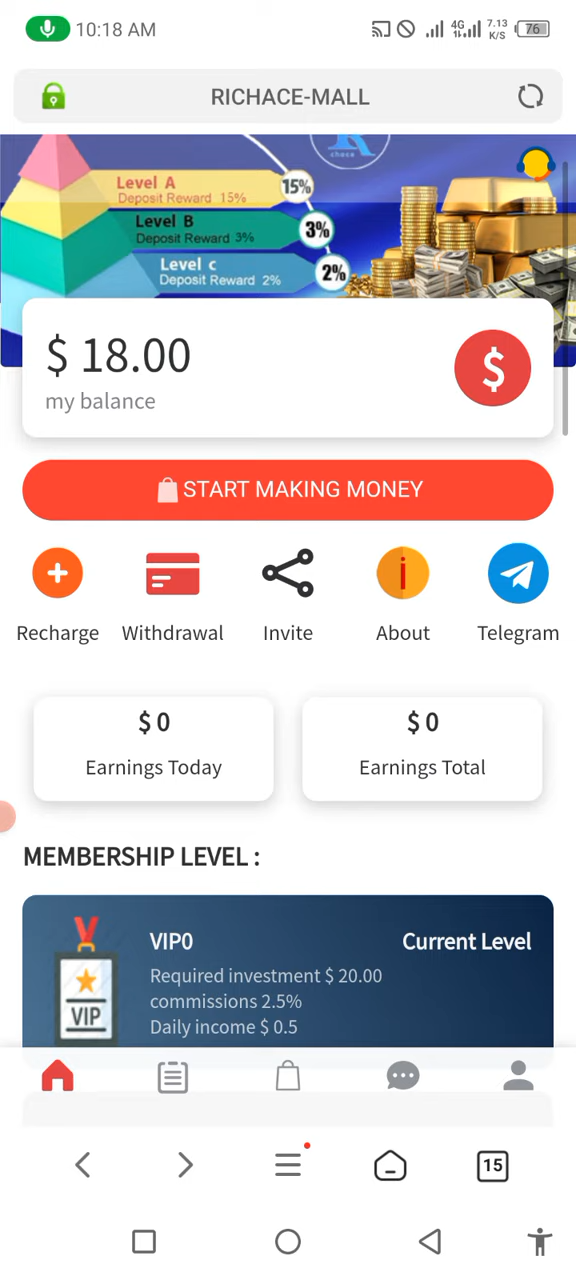 10:18 AM
4G
7.13
K/S
76
RICHACE-MALL
Level A
Deposit Reward 15%
15%
Level B
Deposit Reward 3%
3%
Level c
Deposit Reward 2%
2%
$ 18.00
my balance
$
START MAKING MONEY
Recharge
Withdrawal
Invite
About
Telegram
$ 0
Earnings Today
$ 0
Earnings Total
MEMBERSHIP LEVEL :
VIP0
Current Level
Required investment $ 20.00
commissions 2.5%
Daily income $ 0.5
VIP
15